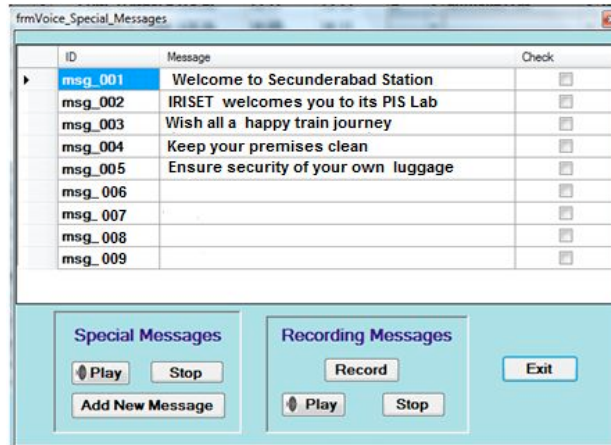 frmVoice_Special_Messages
ID Message Check
msg_001 Welcome to Secunderabad Station
msg_002 IRISET welcomes you to its PIS Lab
msg_003 Wish all a happy train journey
msg_004 Keep your premises clean
msg_005 Ensure security of your own luggage
msg_006
msg_007
msg_008
msg_009
Special Messages Recording Messages
Play Stop Record Exit
Add New Message Play Stop